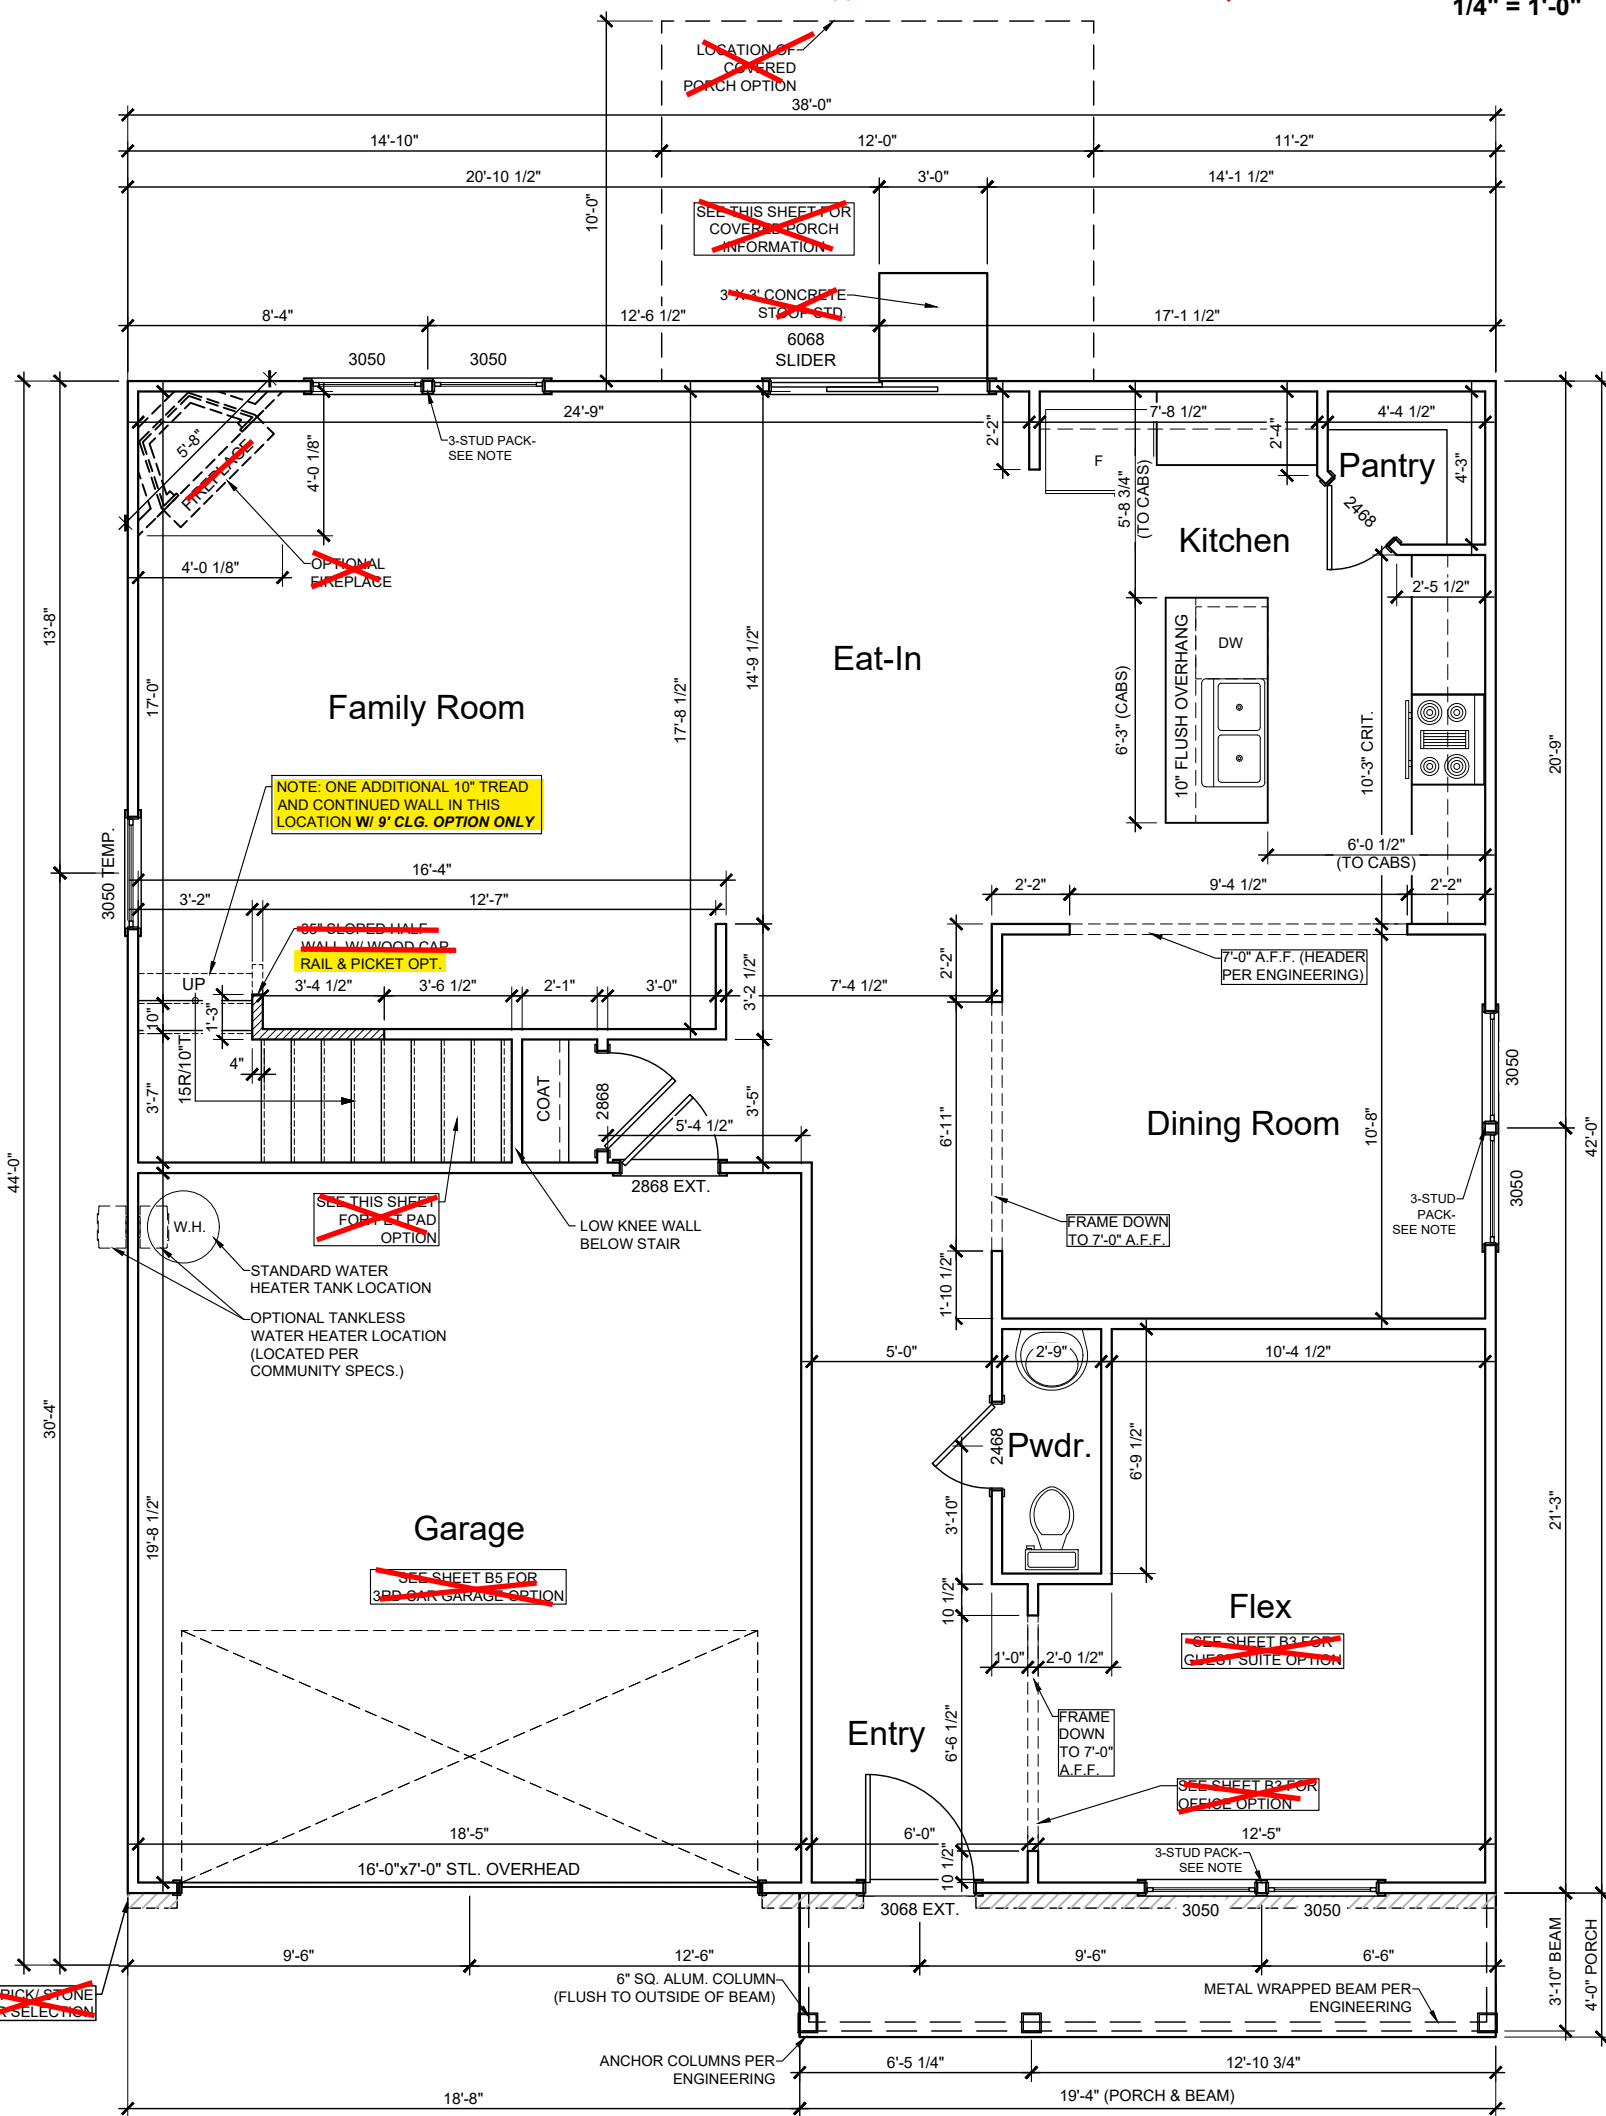 1/4" = 1'-0"
LOCATION OF
COVERED
PORCH OPTION
38'-0"
14'-10"
12'-0"
11'-2"
20'-10 1/2"
3'-0"
14'-1 1/2"
10'-0"
SEE THIS SHEET FOR
COVERED PORCH
INFORMATION
3' X 3' CONCRETE
STOOP STD.
8'-4"
12'-6 1/2"
17'-1 1/2"
6068
SLIDER
3050
3050
24'-9"
7'-8 1/2"
4'-4 1/2"
5'-8"
FIREPLACE
4'-0 1/8"
3-STUD PACK-
SEE NOTE
2'-2"
F
5'-8 3/4"
(TO CABS)
2'-4"
Pantry
4'-3"
2468
Kitchen
OPTIONAL
FIREPLACE
4'-0 1/8"
2'-5 1/2"
13'-8"
17'-0"
Family Room
17'-8 1/2"
14'-9 1/2"
Eat-In
6'-3" (CABS)
10" FLUSH OVERHANG
DW
10'-3" CRIT.
20'-9"
NOTE: ONE ADDITIONAL 10" TREAD
AND CONTINUED WALL IN THIS
LOCATION W/ 9' CLG. OPTION ONLY
3050 TEMP.
6'-0 1/2"
(TO CABS)
16'-4"
3'-2"
12'-7"
2'-2"
9'-4 1/2"
2'-2"
35" SLOPED HALF
WALL W/ WOOD CAP
RAIL & PICKET OPT.
7'-0" A.F.F. (HEADER
PER ENGINEERING)
UP
3'-4 1/2"
3'-6 1/2"
2'-1"
3'-0"
3'-2 1/2"
7'-4 1/2"
2'-2"
10"
1'-3"
4"
15R/10"T
3'-7"
COAT
2868
3'-5"
5'-4 1/2"
6'-11"
Dining Room
10'-8"
3050
3050
42'-0"
44'-0"
2868 EXT.
SEE THIS SHEET
FOR PET PAD
OPTION
W.H.
LOW KNEE WALL
BELOW STAIR
FRAME DOWN
TO 7'-0" A.F.F.
3-STUD
PACK-
SEE NOTE
STANDARD WATER
HEATER TANK LOCATION
OPTIONAL TANKLESS
WATER HEATER LOCATION
(LOCATED PER
COMMUNITY SPECS.)
1'-10 1/2"
5'-0"
2'-9"
10'-4 1/2"
30'-4"
2468
Pwdr.
6'-9 1/2"
19'-8 1/2"
Garage
3'-10"
21'-3"
SEE SHEET B5 FOR
3RD CAR GARAGE OPTION
10 1/2"
Flex
SEE SHEET B3 FOR
GUEST SUITE OPTION
1'-0"
2'-0 1/2"
6'-6 1/2"
Entry
FRAME
DOWN
TO 7'-0"
A.F.F.
SEE SHEET B3 FOR
OFFICE OPTION
18'-5"
6'-0"
12'-5"
16'-0"x7'-0" STL. OVERHEAD
10 1/2"
3-STUD PACK-
SEE NOTE
3068 EXT.
3050
3050
9'-6"
12'-6"
9'-6"
6'-6"
3'-10" BEAM
4'-0" PORCH
RICK/ STONE
R SELECTION
6" SQ. ALUM. COLUMN
(FLUSH TO OUTSIDE OF BEAM)
METAL WRAPPED BEAM PER
ENGINEERING
ANCHOR COLUMNS PER
ENGINEERING
6'-5 1/4"
12'-10 3/4"
18'-8"
19'-4" (PORCH & BEAM)